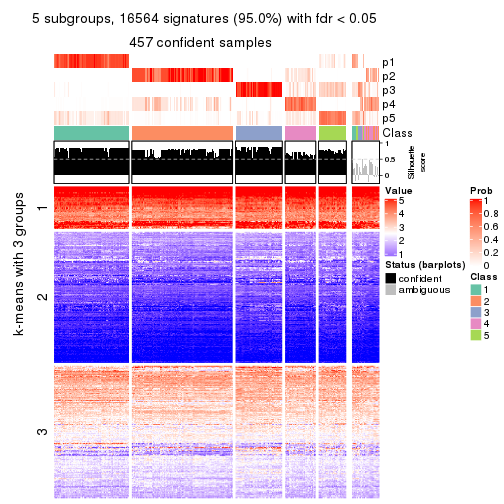 5 subgroups, 16564 signatures (95.0%) with fdr < 0.05
457 confident samples
p1
p2
p3
p4
p5
Class
1
0.5
0
Silhouette
score
k-means with 3 groups
1
2
3
Value
5
4
3
2
1
Status (barplots)
confident
ambiguous
Prob
1
0.8
0.6
0.4
0.2
0
Class
1
2
3
4
5